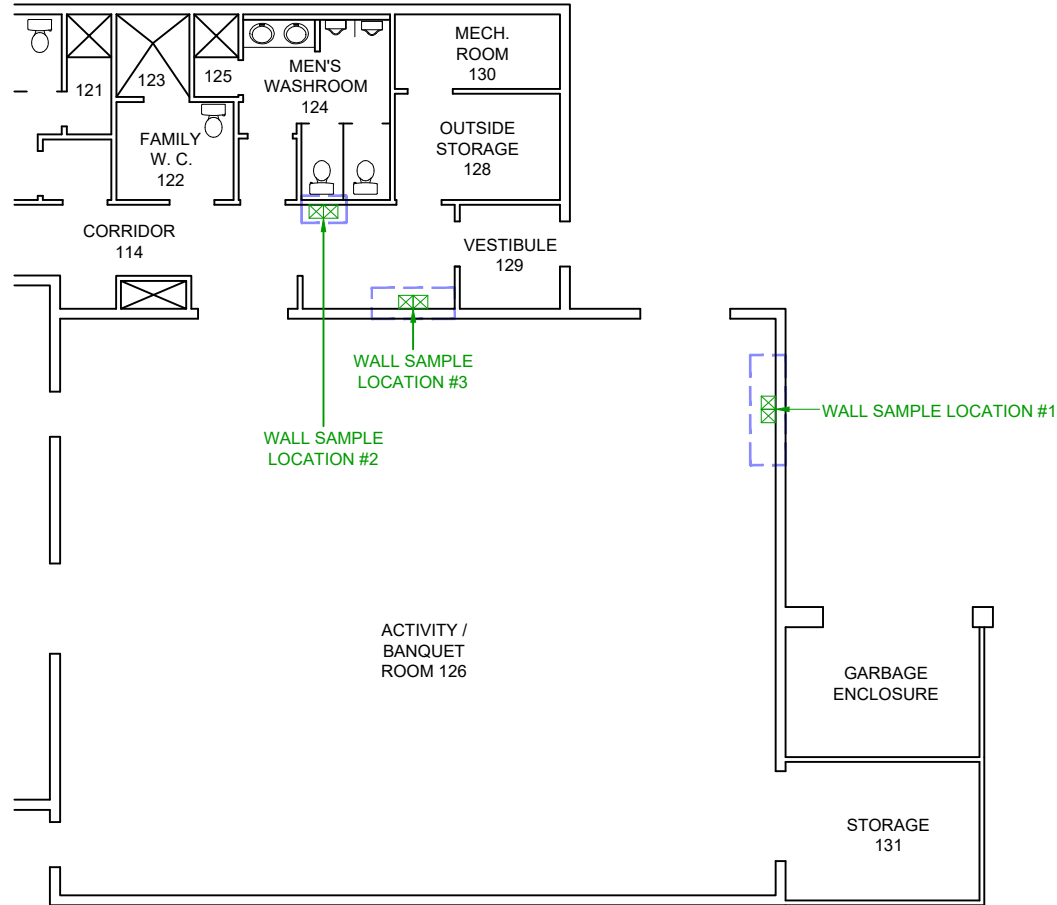 MECH.
ROOM
130
121
123
125
MEN'S
WASHROOM
124
FAMILY
W. C.
122
OUTSIDE
STORAGE
128
CORRIDOR
114
VESTIBULE
129
WALL SAMPLE
LOCATION #3
WALL SAMPLE LOCATION #1
WALL SAMPLE
LOCATION #2
ACTIVITY /
BANQUET
ROOM 126
GARBAGE
ENCLOSURE
STORAGE
131